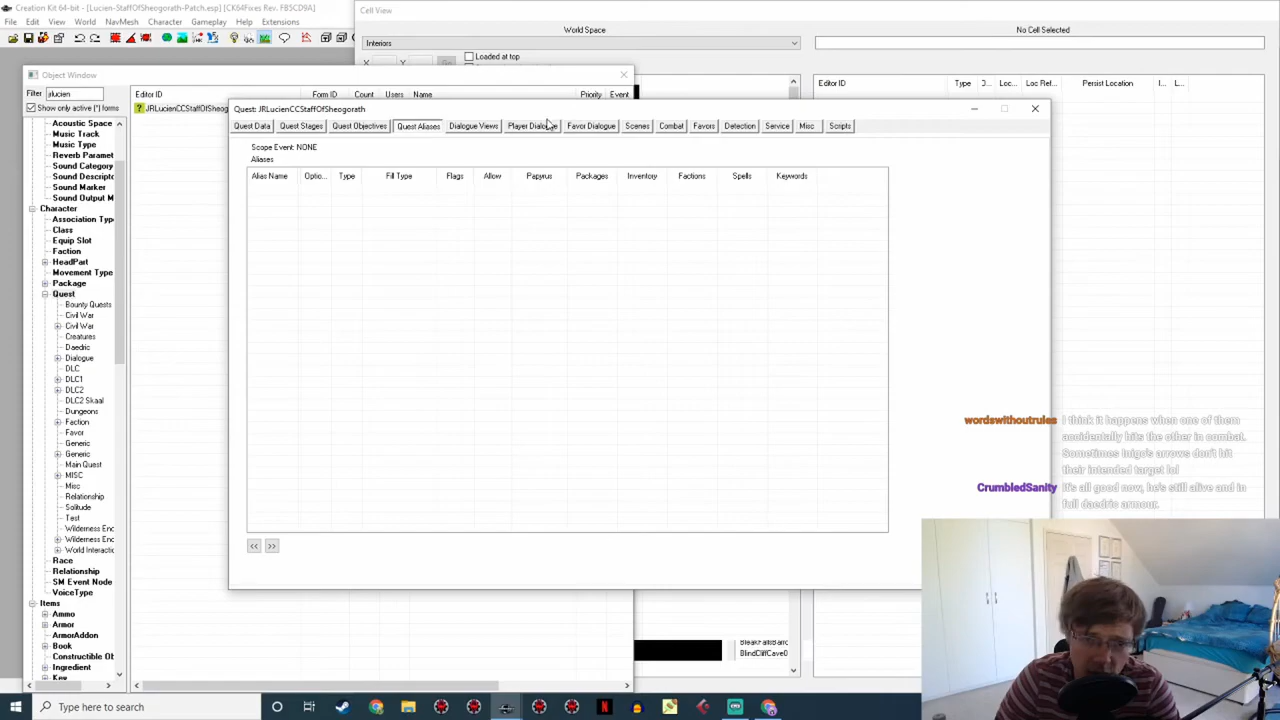 Creation Kit 64-bit - [Lucien-StaffOfSheogorath-Patch.esp] [CK64Fixes Rev. FB5CD9A]
File Edit View World NavMesh Character Gameplay Help Extensions
Cell View
World Space
No Cell Selected
Interiors
Loaded at top
X Y
Editor ID Type O... Loc... Loc Ref... Persist Location I... L...
Object Window
Filter
Show only active (*) forms
Editor ID Form ID Count Users Name Priority Event
JRLucienCCStaffOfSheog
Acoustic Space
Music Track
Music Type
Reverb Paramet
Sound Category
Sound Descripto
Sound Marker
Sound Output M
Character
Association Typ
Class
Equip Slot
Faction
HeadPart
Movement Type
Package
Quest
Bounty Quests
Civil War
Civil War
Creatures
Daedric
Dialogue
DLC
DLC1
DLC2
DLC2 Skaal
Dungeons
Faction
Favor
Generic
Generic
Main Quest
MISC
Misc
Relationship
Solitude
Test
Wilderness Enc
Wilderness Enc
World Interactio
Race
Relationship
SM Event Node
VoiceType
Items
Ammo
Armor
ArmorAddon
Book
Constructible Ob
Ingredient
Key
Quest: JRLucienCCStaffOfSheogorath
Quest Data Quest Stages Quest Objectives Quest Aliases Dialogue Views Player Dialogue Favor Dialogue Scenes Combat Favors Detection Service Misc Scripts
Scope Event: NONE
Aliases
Alias Name Optio... Type Fill Type Flags Allow Papyrus Packages Inventory Factions Spells Keywords
<< >>
wordswithoutrules I think it happens when one of them
accidentally hits the other in combat.
Sometimes Inigo's arrows don't hit
their intended target lol
CrumbledSanity It's all good now, he's still alive and in
full daedric armour.
BlindCliffCave0
Type here to search